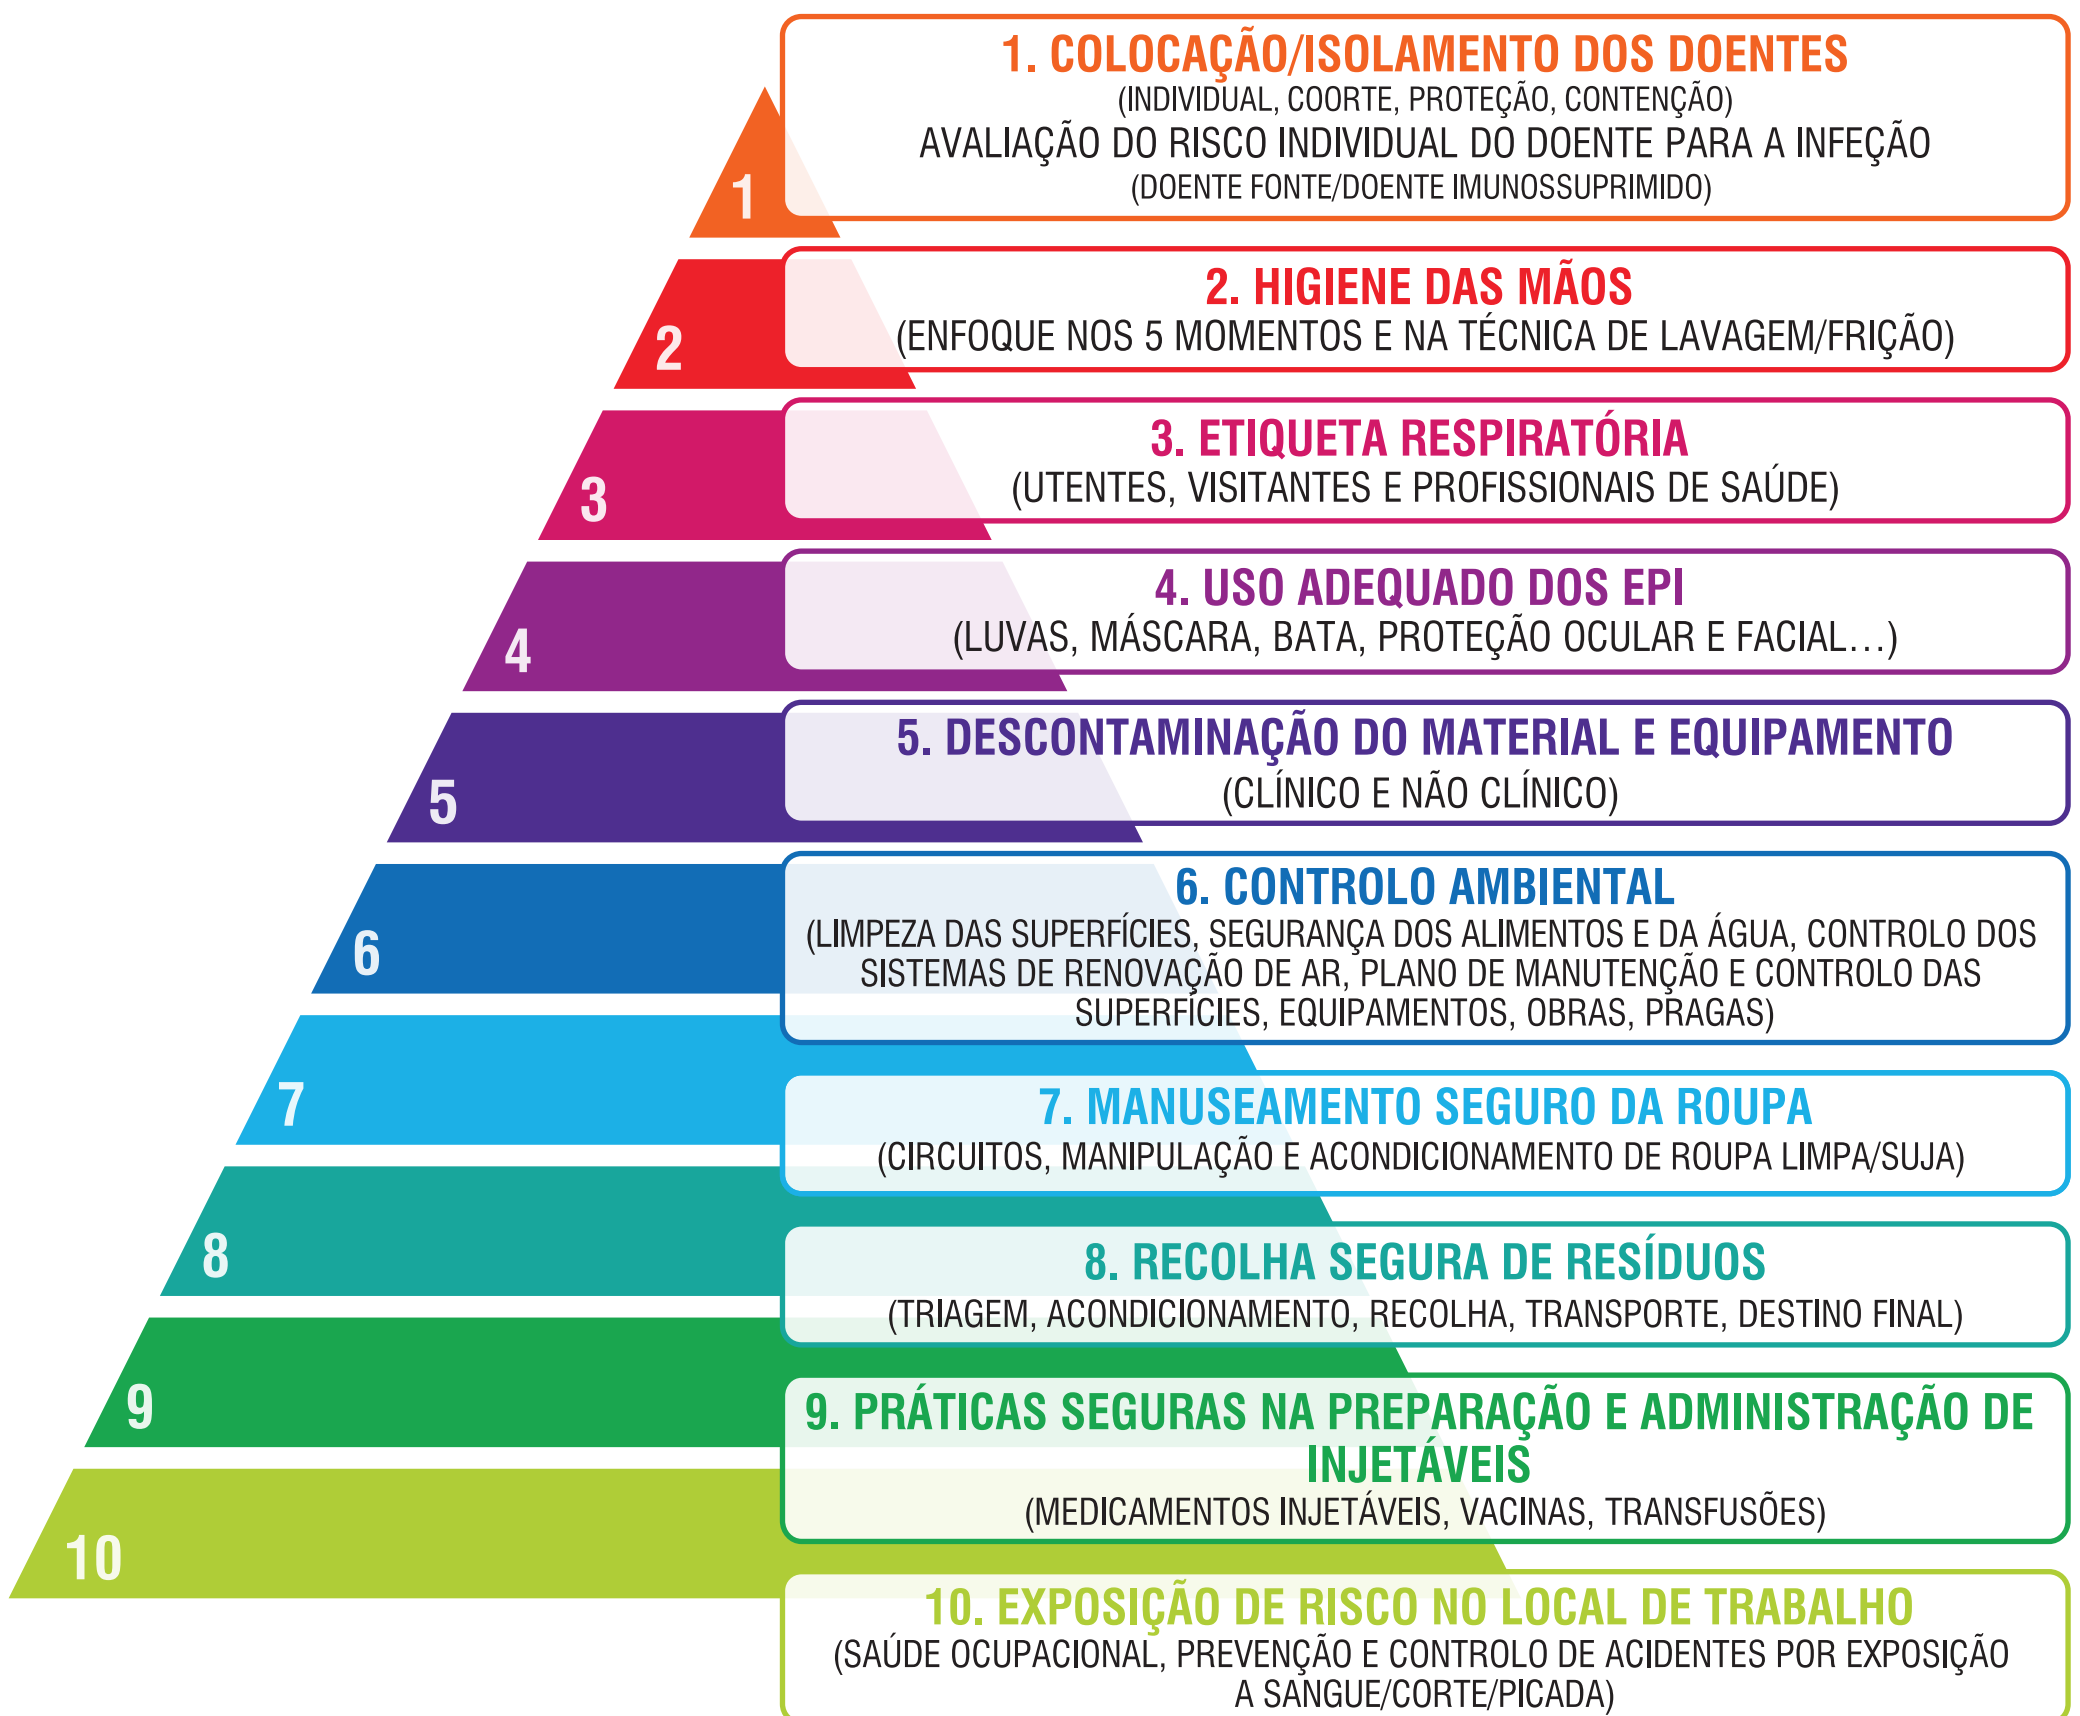 1. COLOCAÇÃO/ISOLAMENTO DOS DOENTES
(INDIVIDUAL, COORTE, PROTEÇÃO, CONTENÇÃO)
AVALIAÇÃO DO RISCO INDIVIDUAL DO DOENTE PARA A INFEÇÃO
(DOENTE FONTE/DOENTE IMUNOSSUPRIMIDO)
1
2. HIGIENE DAS MÃOS
(ENFOQUE NOS 5 MOMENTOS E NA TÉCNICA DE LAVAGEM/FRIÇÃO)
2
3. ETIQUETA RESPIRATÓRIA
(UTENTES, VISITANTES E PROFISSIONAIS DE SAÚDE)
3
4. USO ADEQUADO DOS EPI
(LUVAS, MÁSCARA, BATA, PROTEÇÃO OCULAR E FACIAL...)
4
5. DESCONTAMINAÇÃO DO MATERIAL E EQUIPAMENTO
(CLÍNICO E NÃO CLÍNICO)
5
6. CONTROLO AMBIENTAL
(LIMPEZA DAS SUPERFÍCIES, SEGURANÇA DOS ALIMENTOS E DA ÁGUA, CONTROLO DOS
SISTEMAS DE RENOVAÇÃO DE AR, PLANO DE MANUTENÇÃO E CONTROLO DAS
SUPERFÍCIES, EQUIPAMENTOS, OBRAS, PRAGAS)
6
7. MANUSEAMENTO SEGURO DA ROUPA
(CIRCUITOS, MANIPULAÇÃO E ACONDICIONAMENTO DE ROUPA LIMPA/SUJA)
7
8. RECOLHA SEGURA DE RESÍDUOS
(TRIAGEM, ACONDICIONAMENTO, RECOLHA, TRANSPORTE, DESTINO FINAL)
8
9. PRÁTICAS SEGURAS NA PREPARAÇÃO E ADMINISTRAÇÃO DE
INJETÁVEIS
(MEDICAMENTOS INJETÁVEIS, VACINAS, TRANSFUSÕES)
9
10. EXPOSIÇÃO DE RISCO NO LOCAL DE TRABALHO
(SAÚDE OCUPACIONAL, PREVENÇÃO E CONTROLO DE ACIDENTES POR EXPOSIÇÃO
A SANGUE/CORTE/PICADA)
10